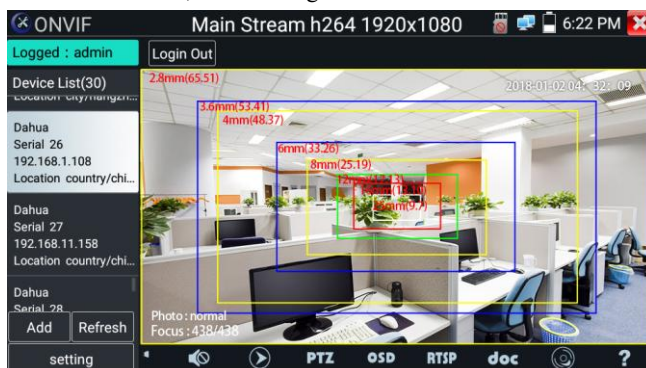 ONVIF
Main Stream h264 1920x1080
6:22 PM
Logged : admin
Login Out
Device List(30)
Dahua
Serial 26
192.168.1.108
Location country/chi...
Dahua
Serial 27
192.168.11.158
Location country/chi...
Dahua
Serial 28
Add
Refresh
setting
2.8mm(65.51)
2018-01-02 04: 32: 09
3.6mm(53.41)
4mm(48.37)
6mm(33.26)
8mm(25.19)
Photo : normal
Focus : 438/438
PTZ
OSD
RTSP
doc
?